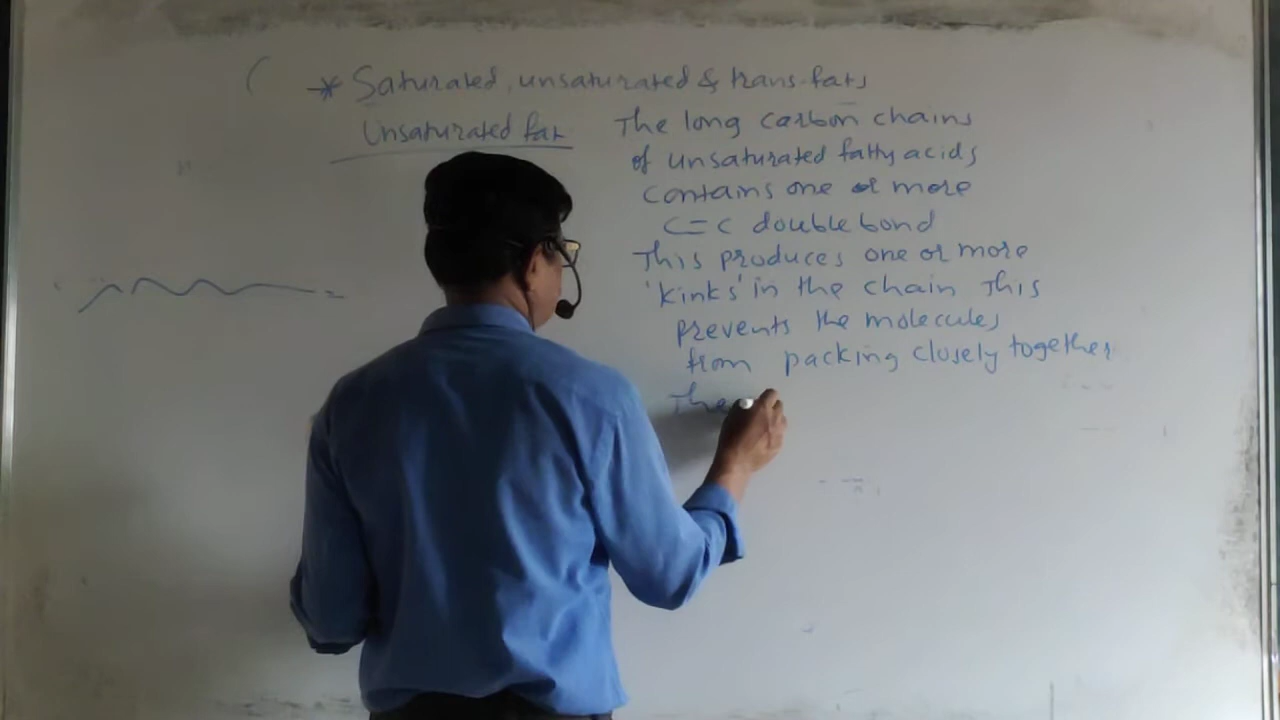 * Saturated, unsaturated & trans-fats
Unsaturated fat The long carbon chains
of unsaturated fatty acids
contains one or more
C=C double bond
This produces one or more
'kinks' in the chain This
prevents the molecules
from packing closely together
The